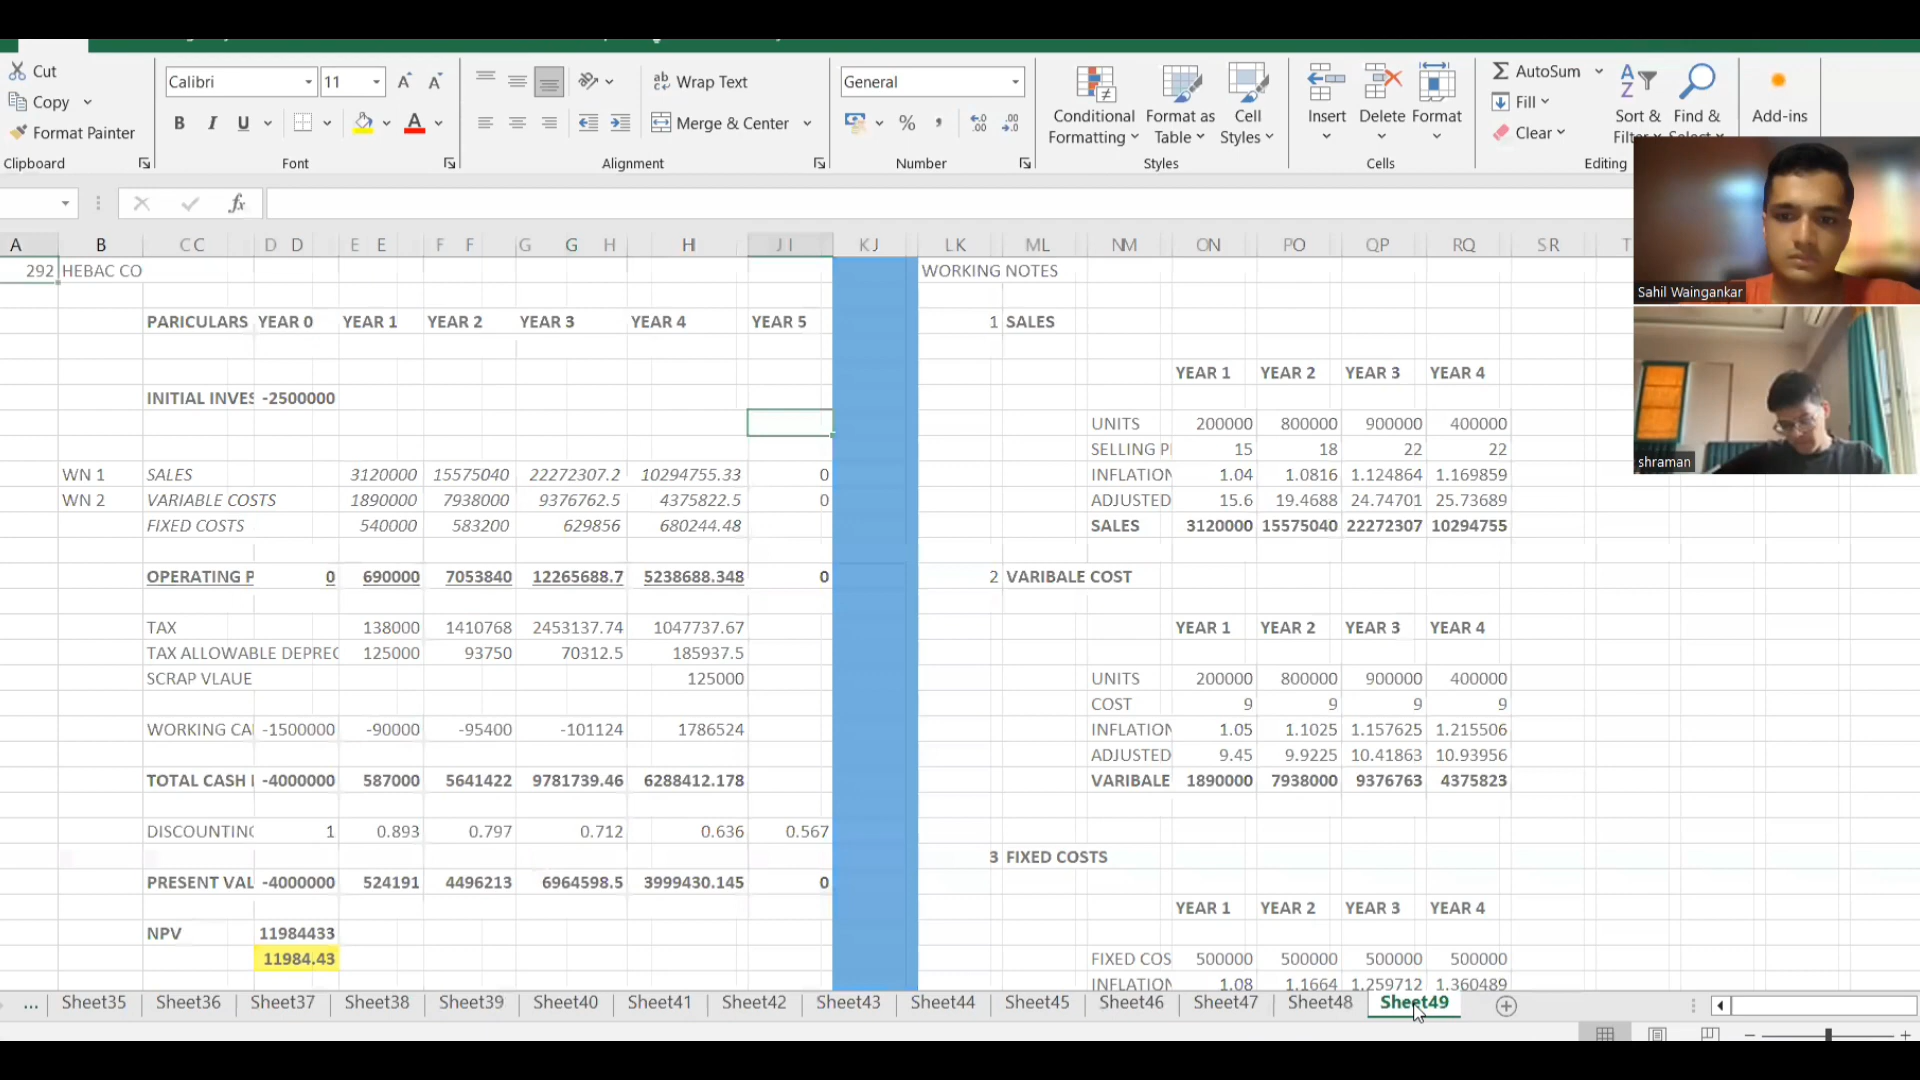 Cut
Copy
Format Painter
Clipboard
Calibri
11
B I U
Font
Wrap Text
Merge & Center
Alignment
General
%
Number
Conditional Formatting
Format as Table
Cell Styles
Styles
Insert
Delete
Format
Cells
AutoSum
Fill
Clear
Sort &
Find &
Editing
Add-ins
fx
Sahil Waingankar
shraman
A B CC D D E E F F G G H H J I KJ LK ML NM ON PO QP RQ SR
292 HEBAC CO WORKING NOTES
PARICULARS YEAR 0 YEAR 1 YEAR 2 YEAR 3 YEAR 4 YEAR 5 1 SALES
YEAR 1 YEAR 2 YEAR 3 YEAR 4
INITIAL INVES -2500000
UNITS 200000 800000 900000 400000
SELLING P 15 18 22 22
WN 1 SALES 3120000 15575040 22272307.2 10294755.33 0 INFLATION 1.04 1.0816 1.124864 1.169859
WN 2 VARIABLE COSTS 1890000 7938000 9376762.5 4375822.5 0 ADJUSTED 15.6 19.4688 24.74701 25.73689
FIXED COSTS 540000 583200 629856 680244.48 SALES 3120000 15575040 22272307 10294755
OPERATING P 0 690000 7053840 12265688.7 5238688.348 0 2 VARIBALE COST
TAX 138000 1410768 2453137.74 1047737.67 YEAR 1 YEAR 2 YEAR 3 YEAR 4
TAX ALLOWABLE DEPREC 125000 93750 70312.5 185937.5
SCRAP VLAUE 125000 UNITS 200000 800000 900000 400000
COST 9 9 9 9
WORKING CA -1500000 -90000 -95400 -101124 1786524 INFLATION 1.05 1.1025 1.157625 1.215506
ADJUSTED 9.45 9.9225 10.41863 10.93956
TOTAL CASH -4000000 587000 5641422 9781739.46 6288412.178 VARIBALE 1890000 7938000 9376763 4375823
DISCOUNTING 1 0.893 0.797 0.712 0.636 0.567
3 FIXED COSTS
PRESENT VAL -4000000 524191 4496213 6964598.5 3999430.145 0
YEAR 1 YEAR 2 YEAR 3 YEAR 4
NPV 11984433
11984.43 FIXED COS 500000 500000 500000 500000
INFLATION 1.08 1.1664 1.259712 1.360489
... Sheet35 Sheet36 Sheet37 Sheet38 Sheet39 Sheet40 Sheet41 Sheet42 Sheet43 Sheet44 Sheet45 Sheet46 Sheet47 Sheet48 Sheet49